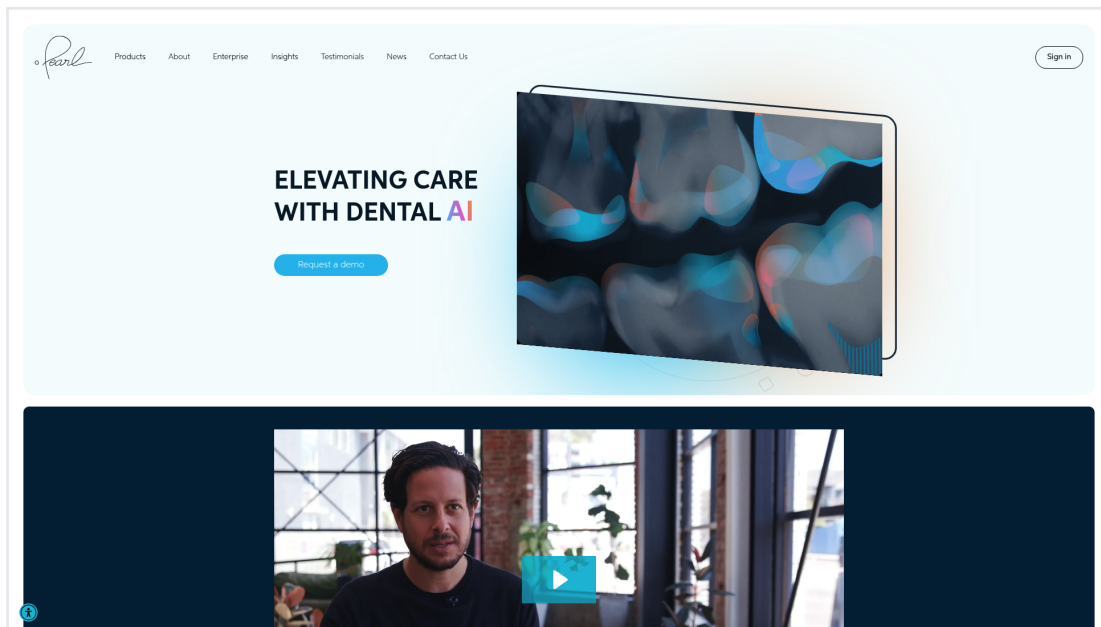 Pearl
Products About Enterprise Insights Testimonials News Contact Us
Sign in
ELEVATING CARE
WITH DENTAL AI
Request a demo